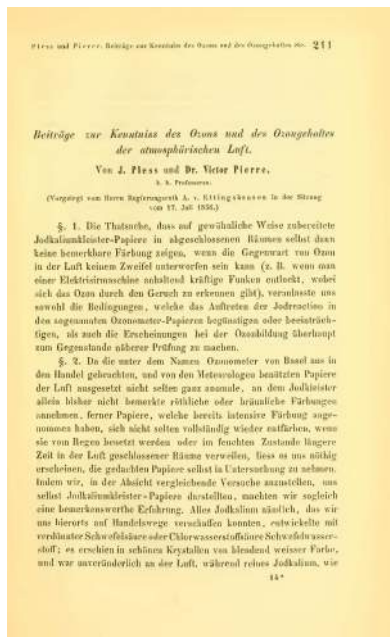 Pless und Pierre. Beiträge zur Kenntniss des Ozons und des Ozongehaltes etc. 211
Beiträge zur Kenntniss des Ozons und des Ozongehaltes
der atmosphärischen Luft.
Von J. Pless und Dr. Victor Pierre,
k. k. Professoren.
(Vorgelegt vom Herrn Regierungsrath A. v. Ettingshausen in der Sitzung
vom 17. Juli 1856.)
§. 1. Die Thatsache, dass auf gewöhnliche Weise zubereitete
Jodkaliumkleister-Papiere in abgeschlossenen Räumen selbst dann
keine bemerkbare Färbung zeigen, wenn die Gegenwart von Ozon
in der Luft keinem Zweifel unterworfen sein kann (z. B. wenn man
einer Elektrisirmaschine anhaltend kräftige Funken entlockt, wobei
sich das Ozon durch den Geruch zu erkennen gibt), veranlasste uns
sowohl die Bedingungen, welche das Auftreten der Jodreaction in
den sogenannten Ozonometer-Papieren begünstigen oder beeinträch-
tigen, als auch die Erscheinungen bei der Ozonbildung überhaupt
zum Gegenstande näherer Prüfung zu machen.
§. 2. Da die unter dem Namen Ozonometer von Basel aus in
den Handel gebrachten, und von den Meteorologen benützten Papiere
der Luft ausgesetzt nicht selten ganz anomale, an dem Jodkleister
allein bisher nicht bemerkte röthliche oder bräunliche Färbungen
annehmen, ferner Papiere, welche bereits intensive Färbung ange-
nommen haben, sich nicht selten vollständig wieder entfärben, wenn
sie vom Regen benetzt werden oder im feuchten Zustande längere
Zeit in der Luft geschlossener Räume verweilen, liess es uns nöthig
erscheinen, die gedachten Papiere selbst in Untersuchung zu nehmen.
Indem wir, in der Absicht vergleichende Versuche anzustellen, uns
selbst Jodkaliumkleister-Papiere darstellten, machten wir sogleich
eine bemerkenswerthe Erfahrung. Alles Jodkalium nämlich, das wir
uns hierorts auf Handelswege verschaffen konnten, entwickelte mit
verdünnter Schwefelsäure oder Chlorwasserstoffsäure Schwefelwasser-
stoff; es erschien in schönen Krystallen von blendend weisser Farbe,
und war unveränderlich an der Luft, während reines Jodkalium, wie
14*